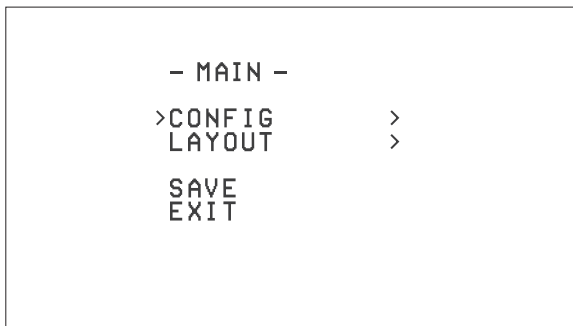 – MAIN –
>CONFIG >
LAYOUT >
SAVE
EXIT